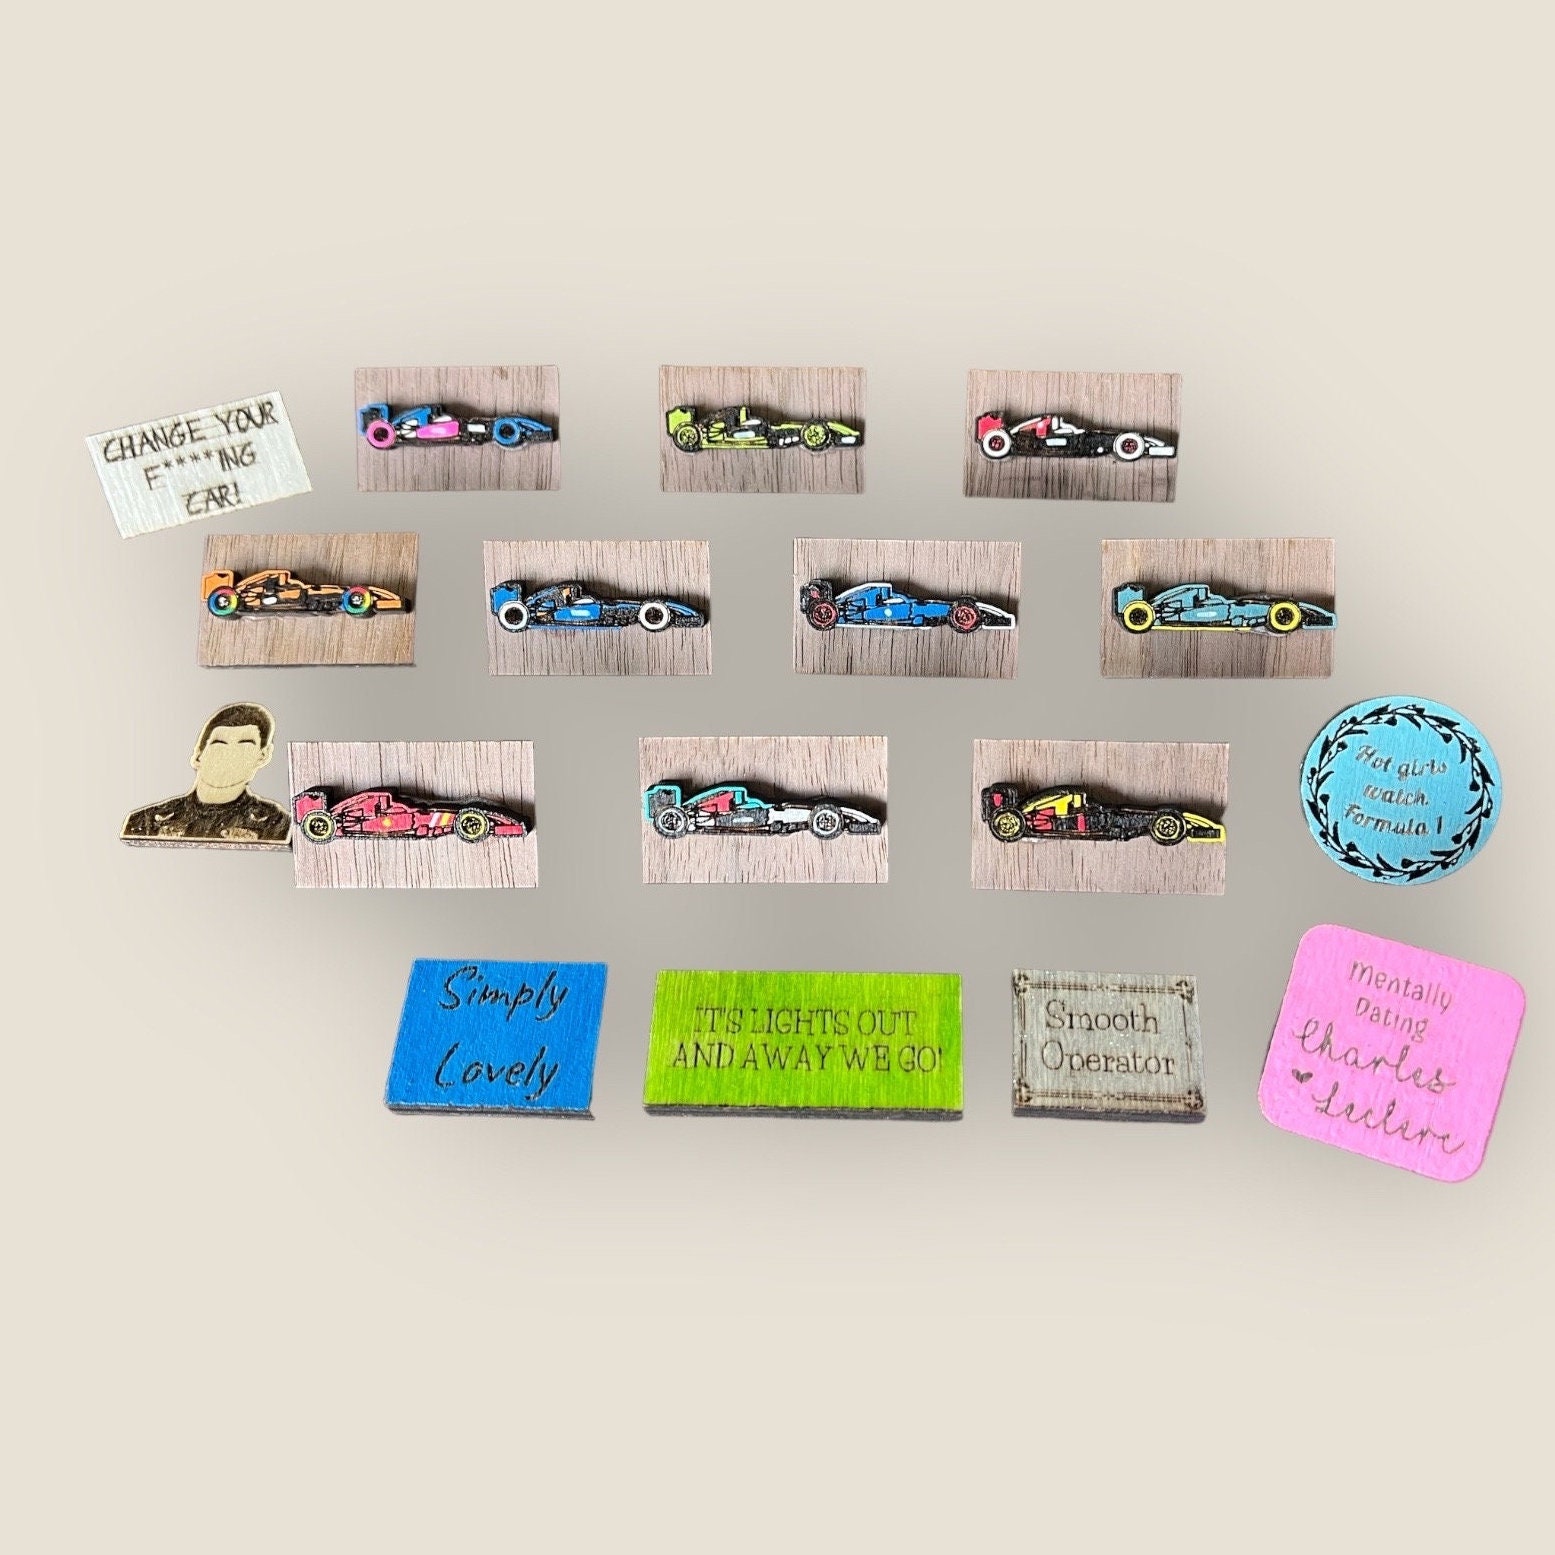 CHANGE YOUR
F****ING
CAR!
Hot girls
watch
Formula 1
Simply
Lovely
IT'S LIGHTS OUT
AND AWAY WE GO!
Smooth
Operator
Mentally
Dating
Charles
Leclerc